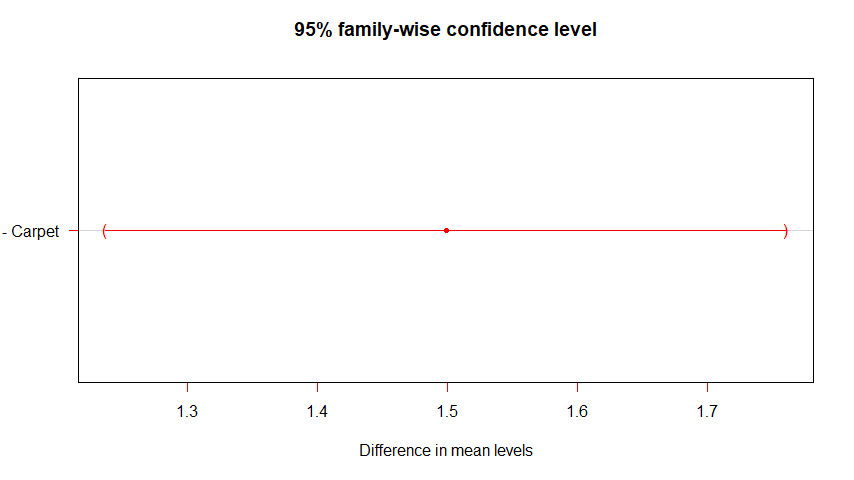 95% family-wise confidence level
- Carpet
1.3 1.4 1.5 1.6 1.7
Difference in mean levels